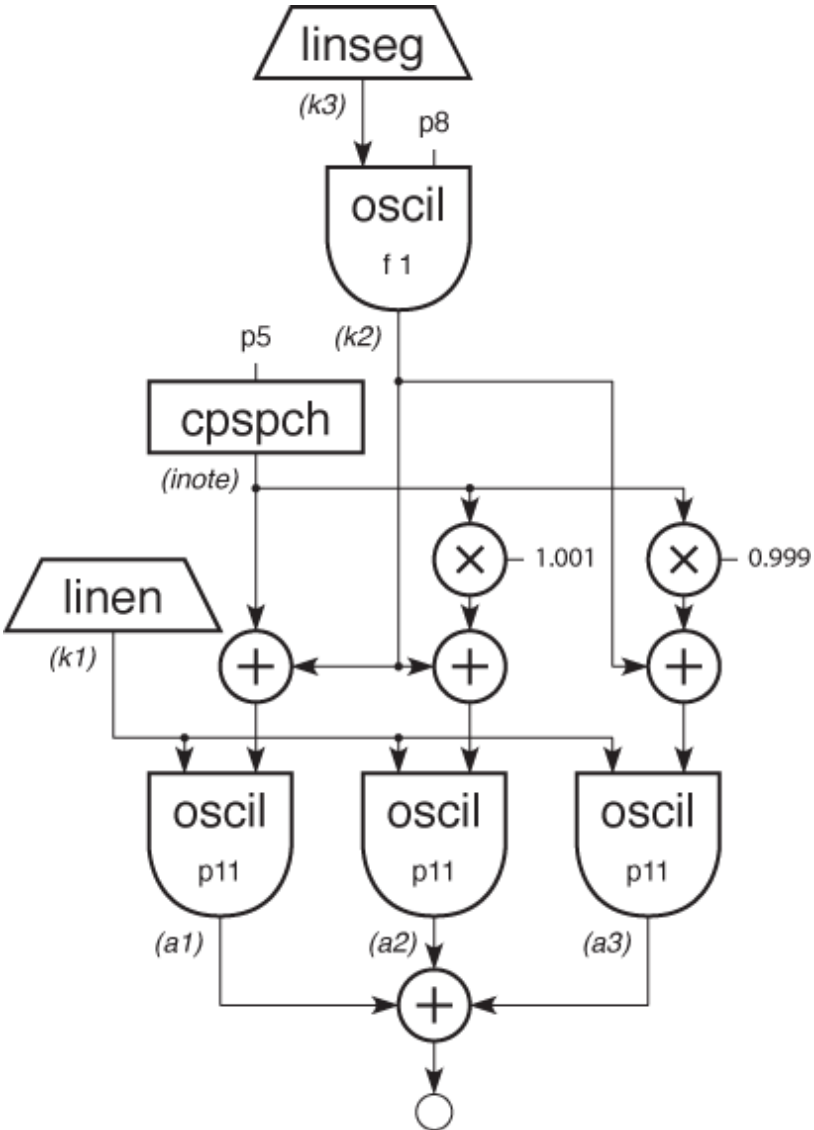 linseg
(k3)
p8
oscil
f 1
(k2)
p5
cpspch
(inote)
× 1.001
× 0.999
linen
(k1)
+ + +
oscil oscil oscil
p11 p11 p11
(a1) (a2) (a3)
+